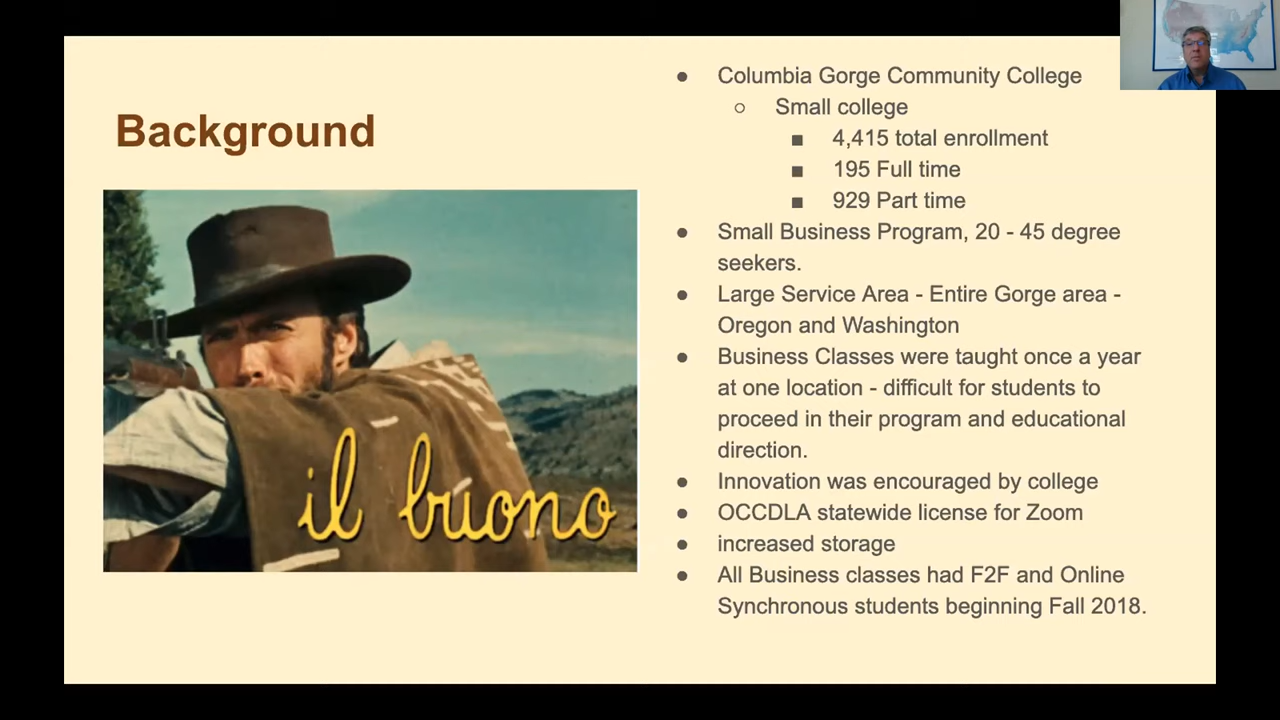 Background
il buono
Columbia Gorge Community College
Small college
4,415 total enrollment
195 Full time
929 Part time
Small Business Program, 20 - 45 degree
seekers.
Large Service Area - Entire Gorge area -
Oregon and Washington
Business Classes were taught once a year
at one location - difficult for students to
proceed in their program and educational
direction.
Innovation was encouraged by college
OCCDLA statewide license for Zoom
increased storage
All Business classes had F2F and Online
Synchronous students beginning Fall 2018.